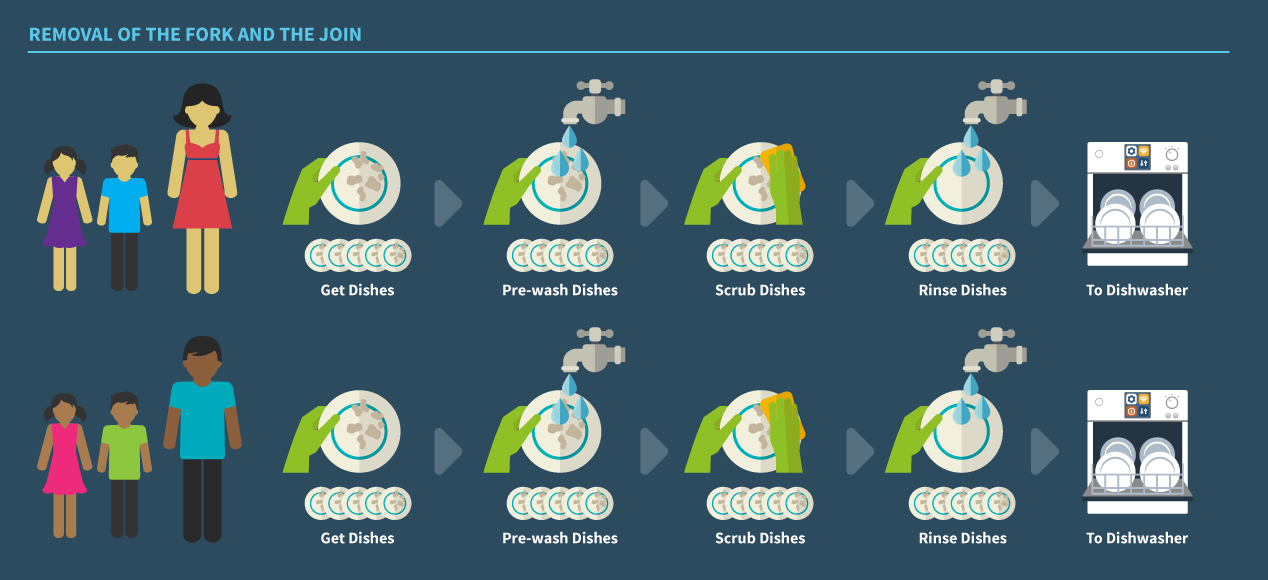 REMOVAL OF THE FORK AND THE JOIN
Get Dishes
Pre-wash Dishes
Scrub Dishes
Rinse Dishes
To Dishwasher
Get Dishes
Pre-wash Dishes
Scrub Dishes
Rinse Dishes
To Dishwasher